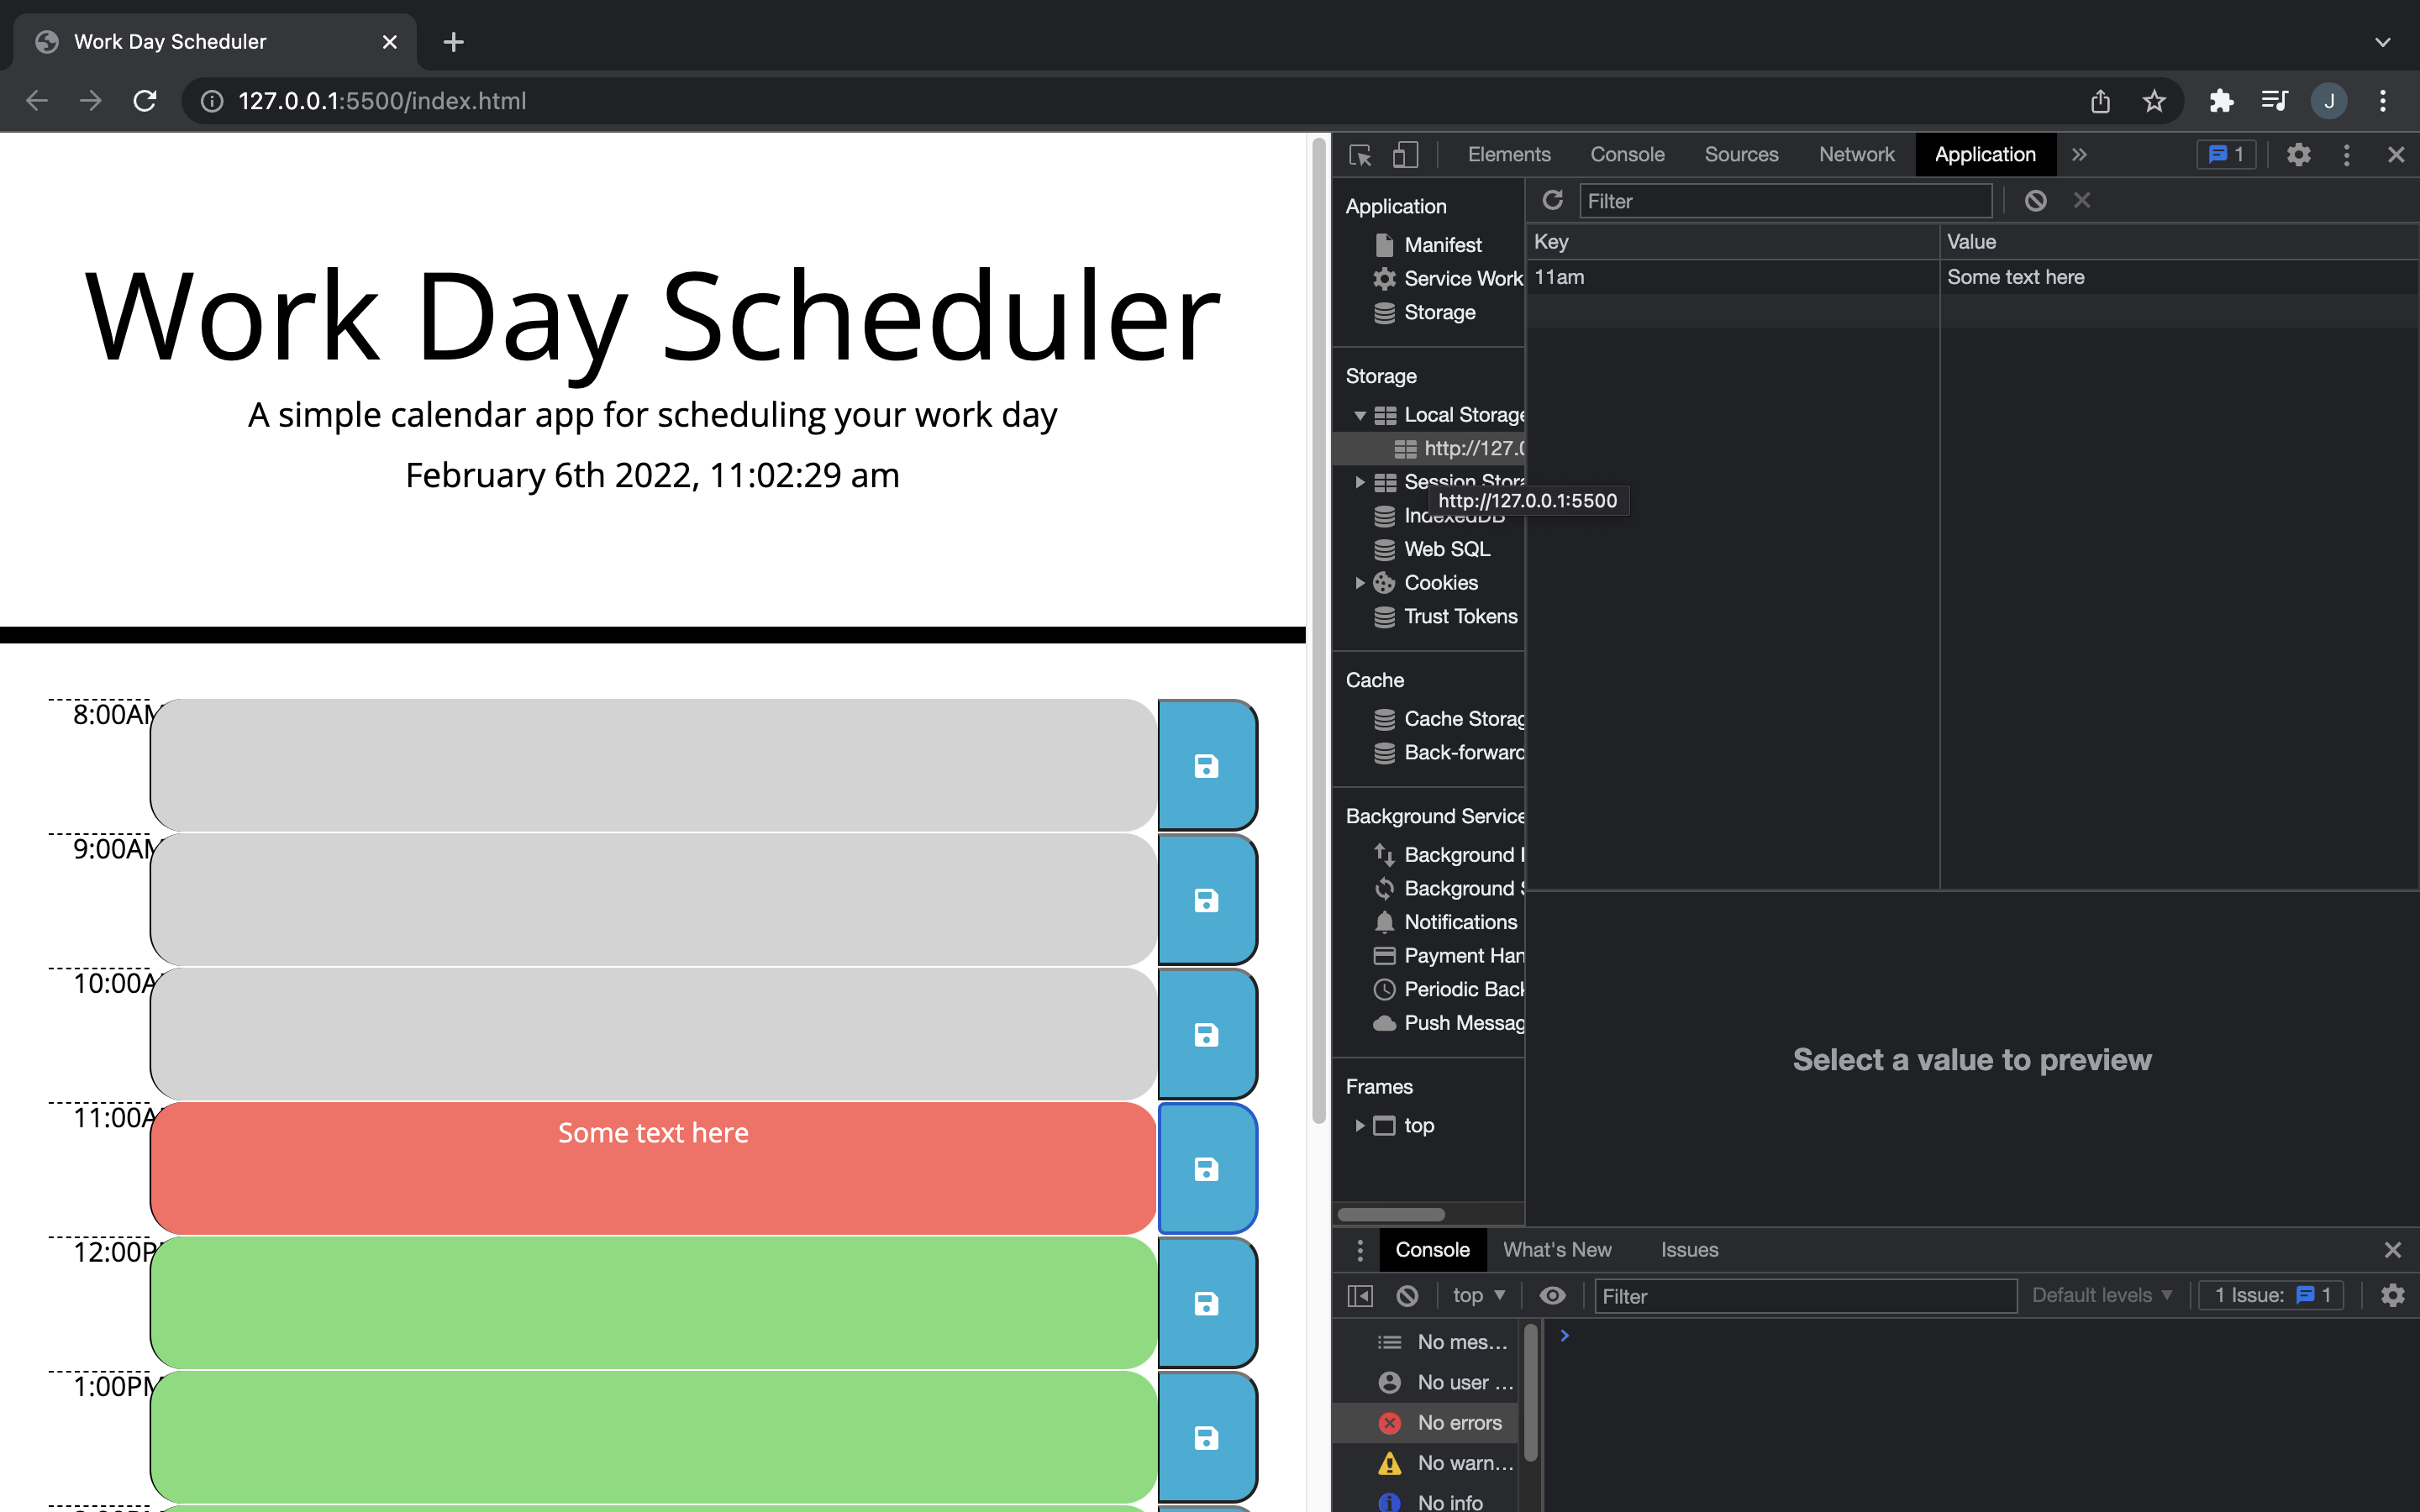 Work Day Scheduler
127.0.0.1:5500/index.html
J
Work Day Scheduler
A simple calendar app for scheduling your work day
February 6th 2022, 11:02:29 am
8:00AM
9:00AM
10:00A
11:00A
Some text here
12:00P
1:00PM
Elements Console Sources Network Application 1
Application
Manifest
Service Work
Storage
Storage
Local Storage
http://127.0
Session Stora
http://127.0.0.1:5500
IndexedDB
Web SQL
Cookies
Trust Tokens
Cache
Cache Storag
Back-forward
Background Service
Background
Background S
Notifications
Payment Han
Periodic Back
Push Messag
Frames
top
Filter
Key Value
11am Some text here
Select a value to preview
Console What's New Issues
top Filter Default levels 1 Issue: 1
No mes...
No user ...
No errors
No warn...
No info